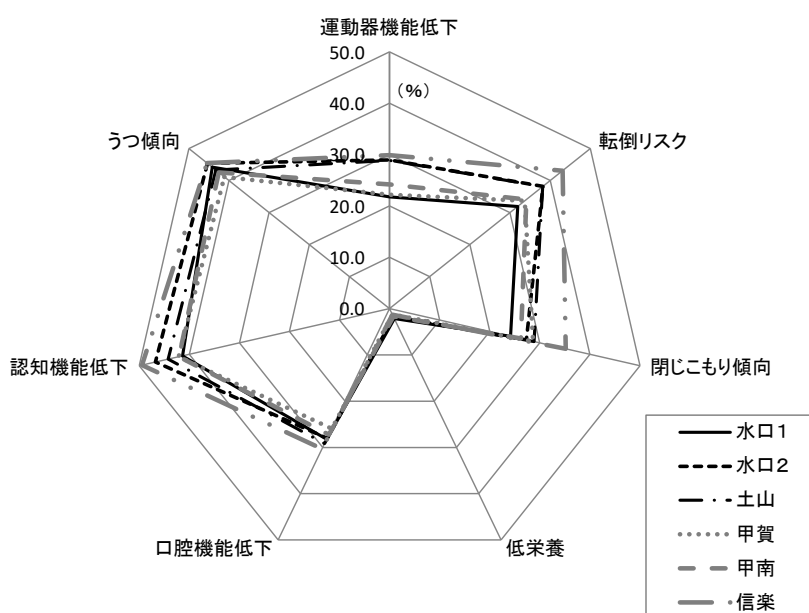 運動器機能低下
50.0
(%)
40.0
30.0
20.0
10.0
0.0
うつ傾向
転倒リスク
認知機能低下
閉じこもり傾向
口腔機能低下
低栄養
水口1
水口2
土山
甲賀
甲南
信楽